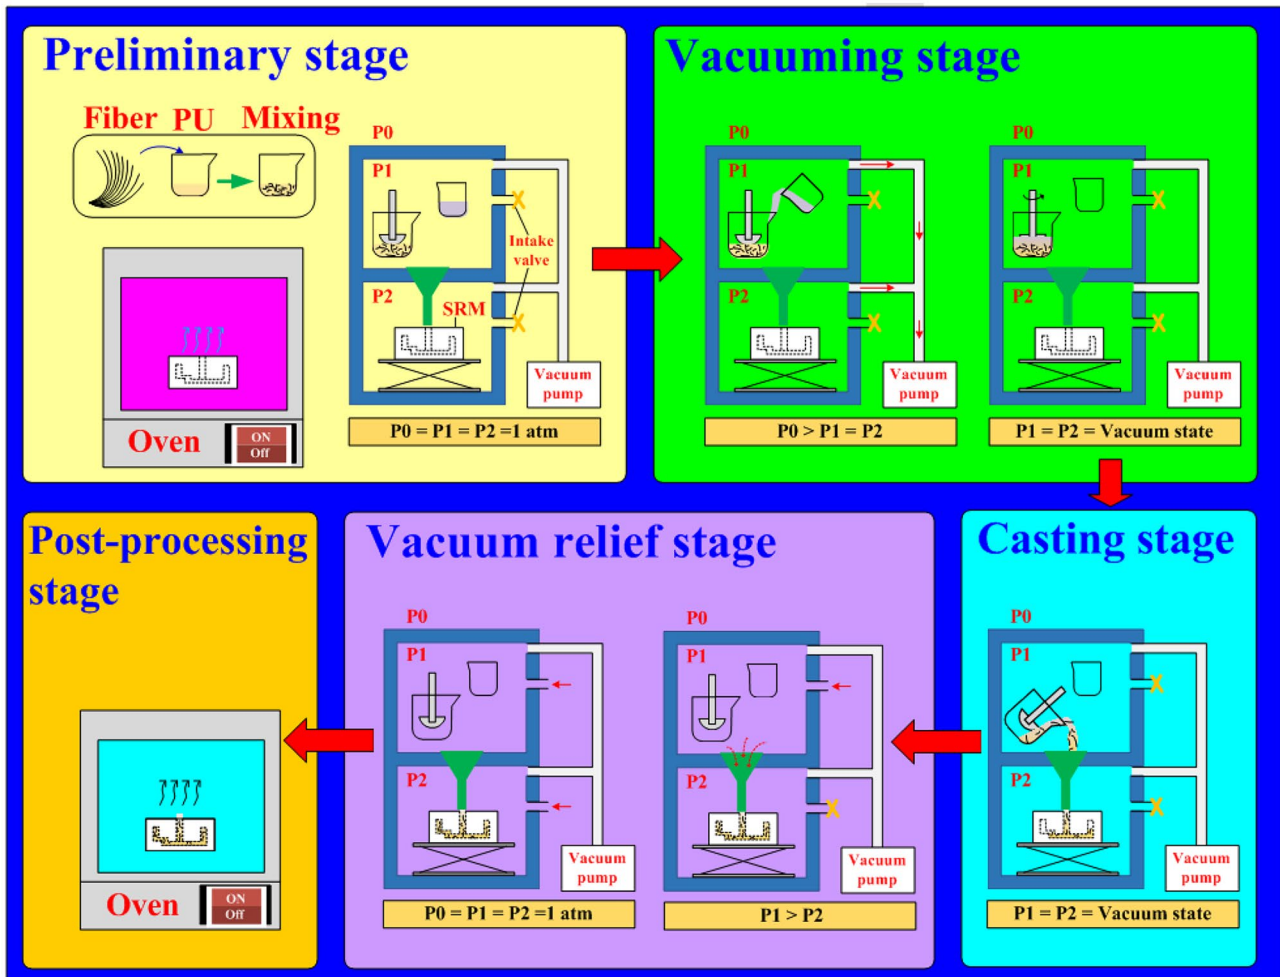 Preliminary stage
Fiber PU Mixing
P0
P1
Intake
valve
P2
SRM
Vacuum
pump
P0 = P1 = P2 =1 atm
Oven
ON
Off
Vacuuming stage
P0
P1
P2
Vacuum
pump
P0 > P1 = P2
P0
P1
P2
Vacuum
pump
P1 = P2 = Vacuum state
Casting stage
P0
P1
P2
Vacuum
pump
P1 = P2 = Vacuum state
Vacuum relief stage
P0
P1
P2
Vacuum
pump
P1 > P2
P0
P1
P2
Vacuum
pump
P0 = P1 = P2 =1 atm
Post-processing
stage
Oven
ON
Off